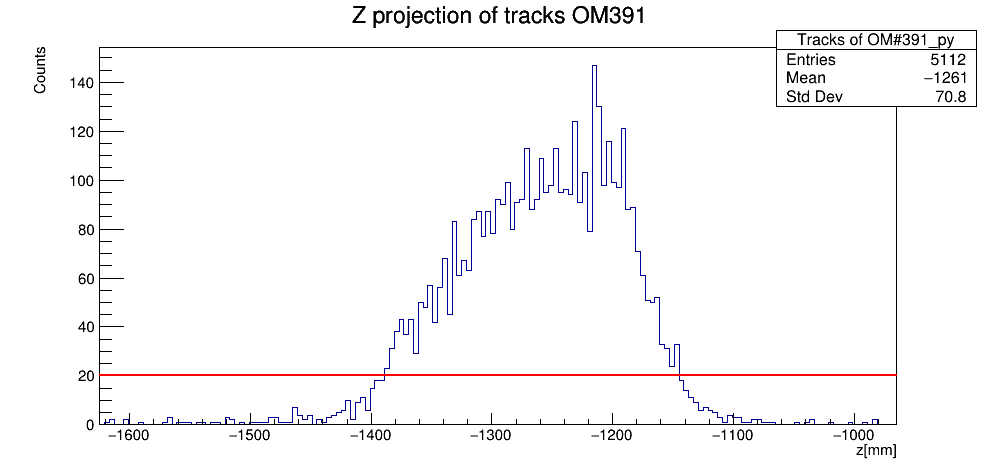 Z projection of tracks OM391
Tracks of OM#391_py
Entries 5112
Mean −1261
Std Dev 70.8
Counts
140
120
100
80
60
40
20
0
−1600 −1500 −1400 −1300 −1200 −1100 −1000
z[mm]